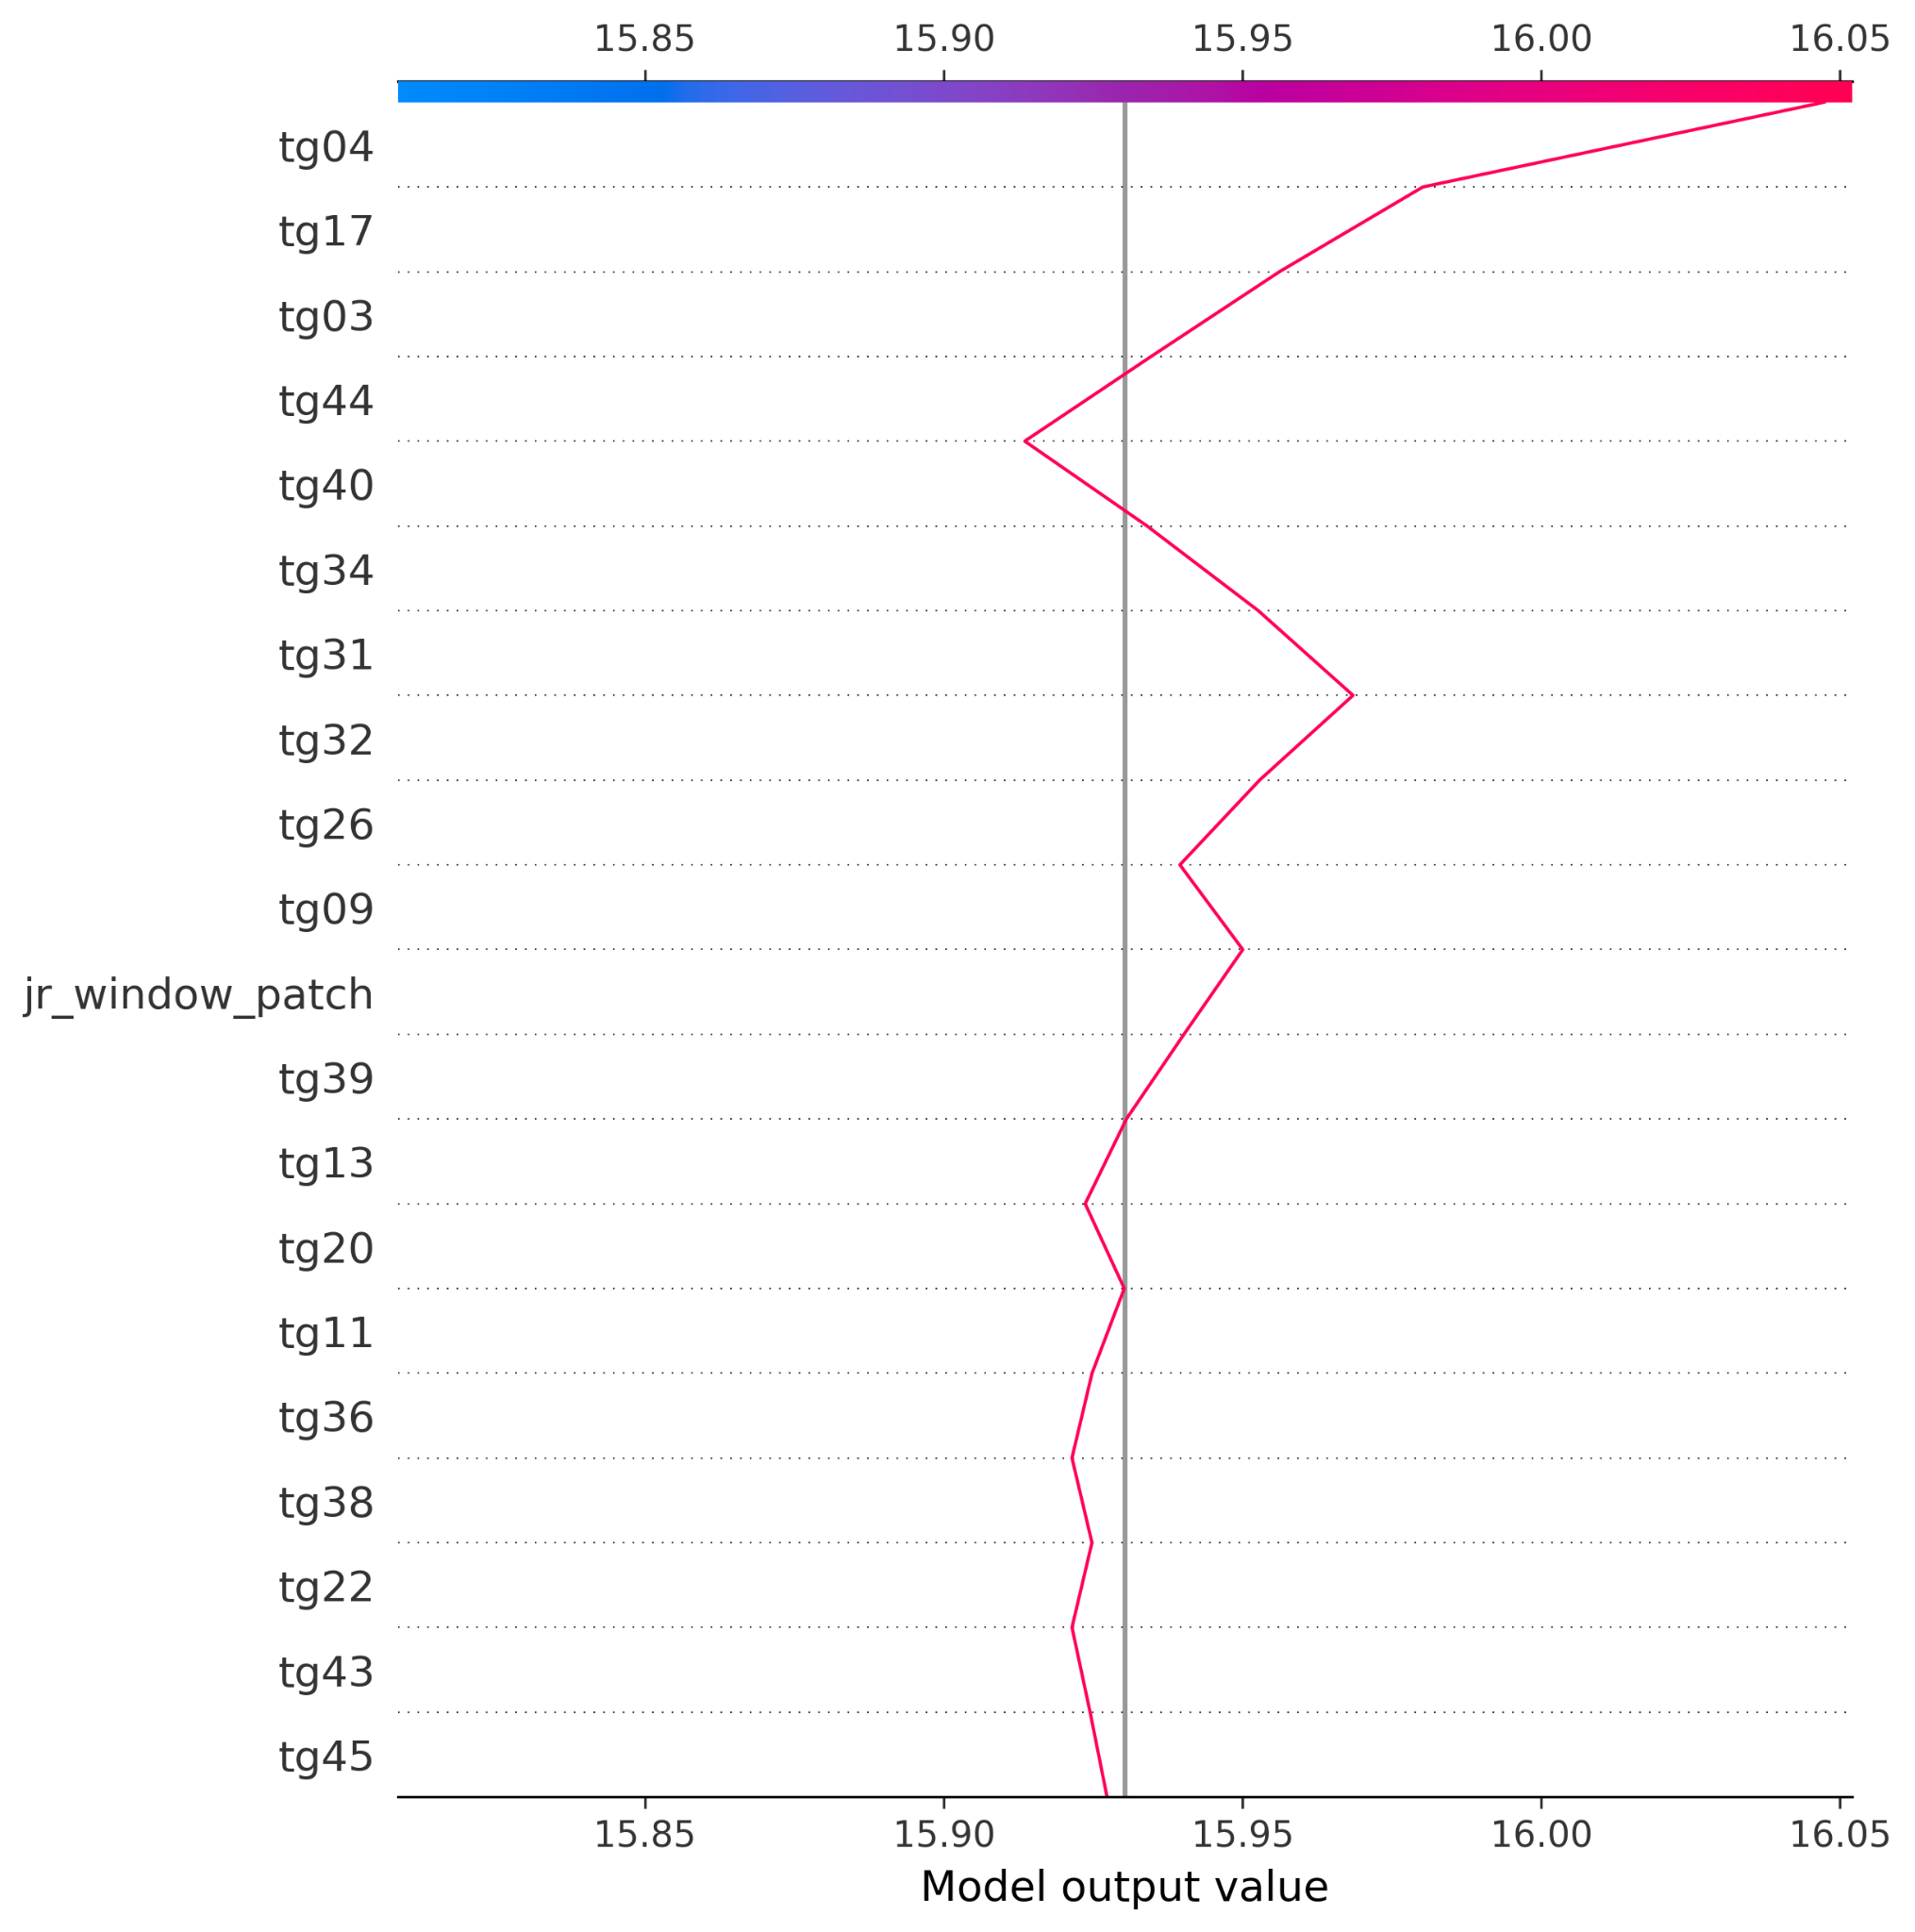 15.85 15.90 15.95 16.00 16.05
tg04
tg17
tg03
tg44
tg40
tg34
tg31
tg32
tg26
tg09
jr_window_patch
tg39
tg13
tg20
tg11
tg36
tg38
tg22
tg43
tg45
15.85 15.90 15.95 16.00 16.05
Model output value